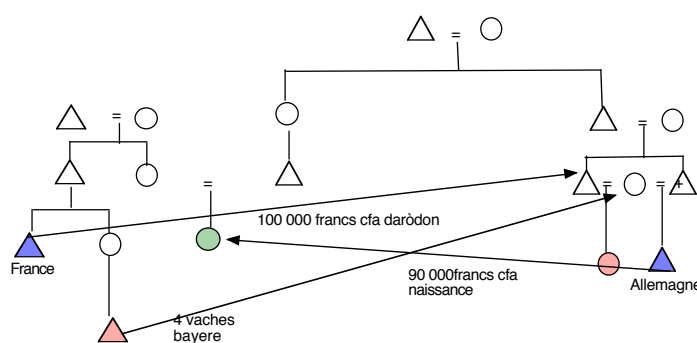 =
=
=
=
=
=
+
100 000 francs cfa daròdon
France
90 000francs cfa
naissance
Allemagne
4 vaches
bayere